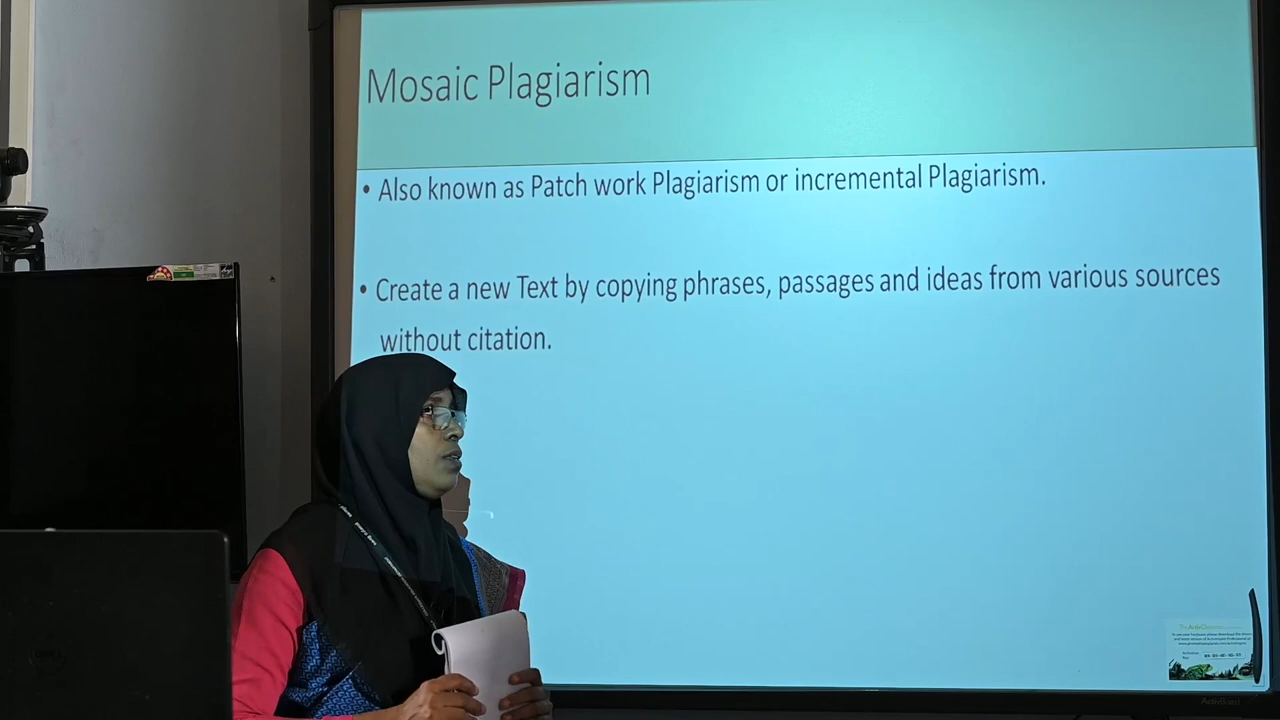 Mosaic Plagiarism
• Also known as Patch work Plagiarism or incremental Plagiarism.
• Create a new Text by copying phrases, passages and ideas from various sources
without citation.
ActivBoard